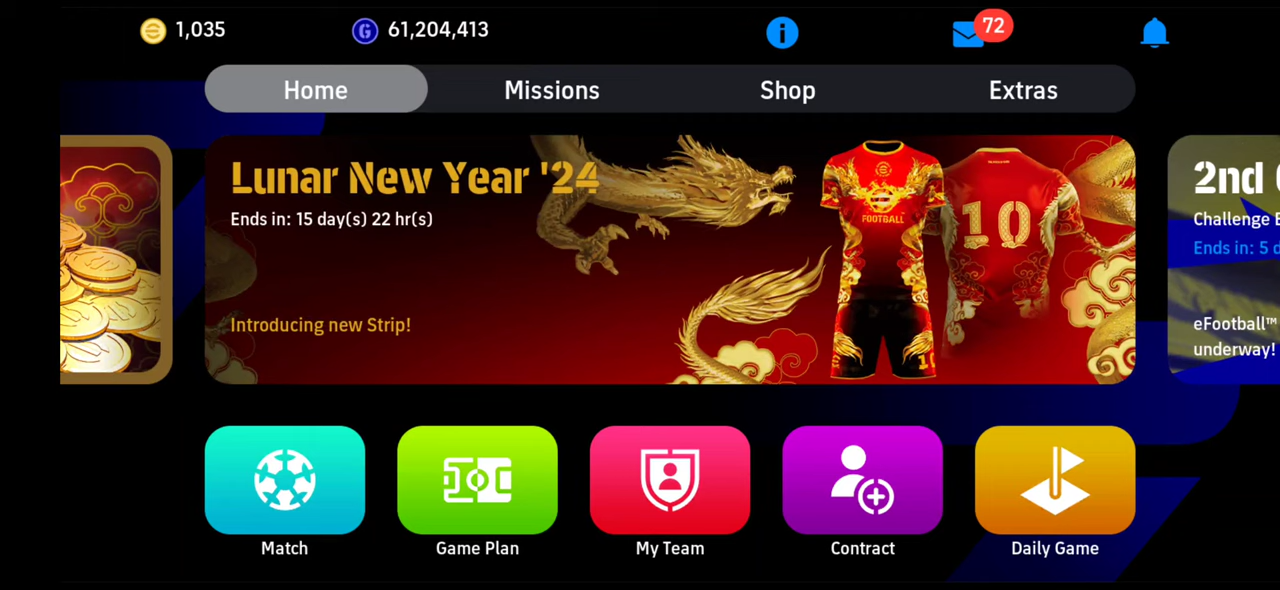 1,035
61,204,413
72
Home
Missions
Shop
Extras
Lunar New Year '24
Ends in: 15 day(s) 22 hr(s)
Introducing new Strip!
FOOTBALL
10
10
2nd
Challenge E
Ends in: 5 d
eFootball™
underway!
Match
Game Plan
My Team
Contract
Daily Game